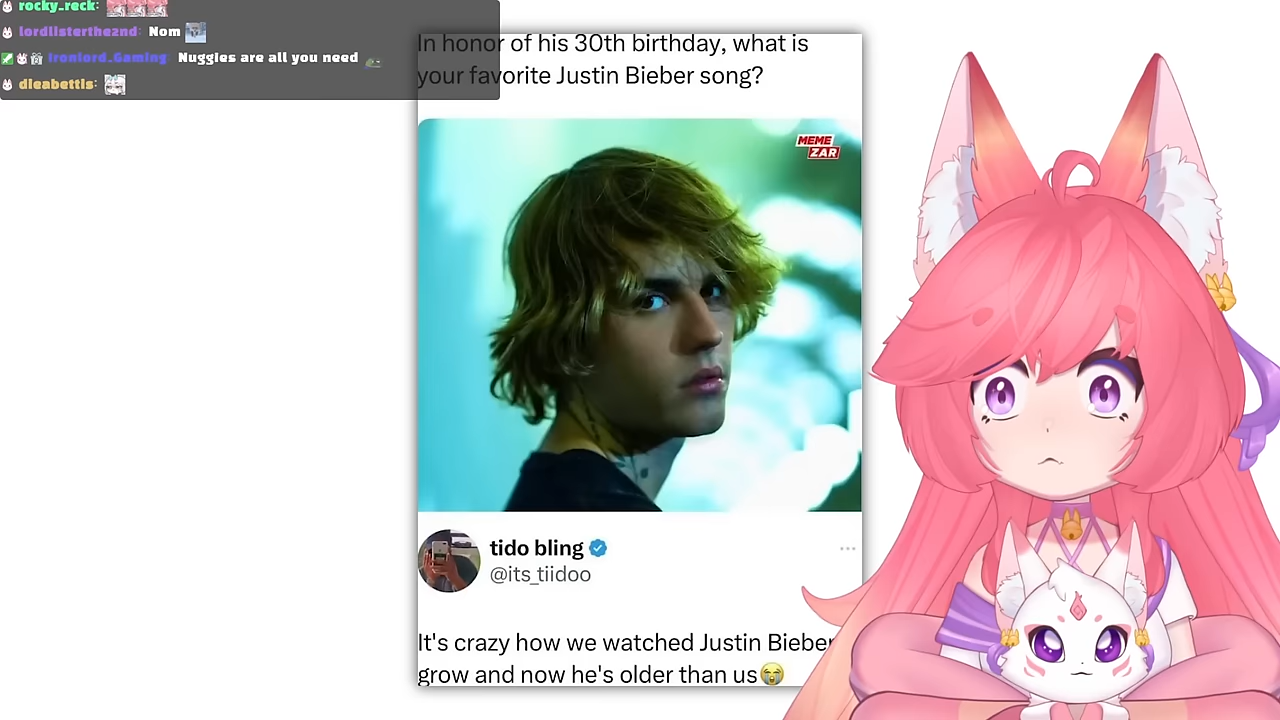 rocky_reck:
lordlisterthe2nd: Nom
Ironlord_Gaming: Nuggies are all you need
dleabettis:
In honor of his 30th birthday, what is
your favorite Justin Bieber song?
MEME
ZAR
tido bling
@its_tiidoo
It's crazy how we watched Justin Bieber
grow and now he's older than us